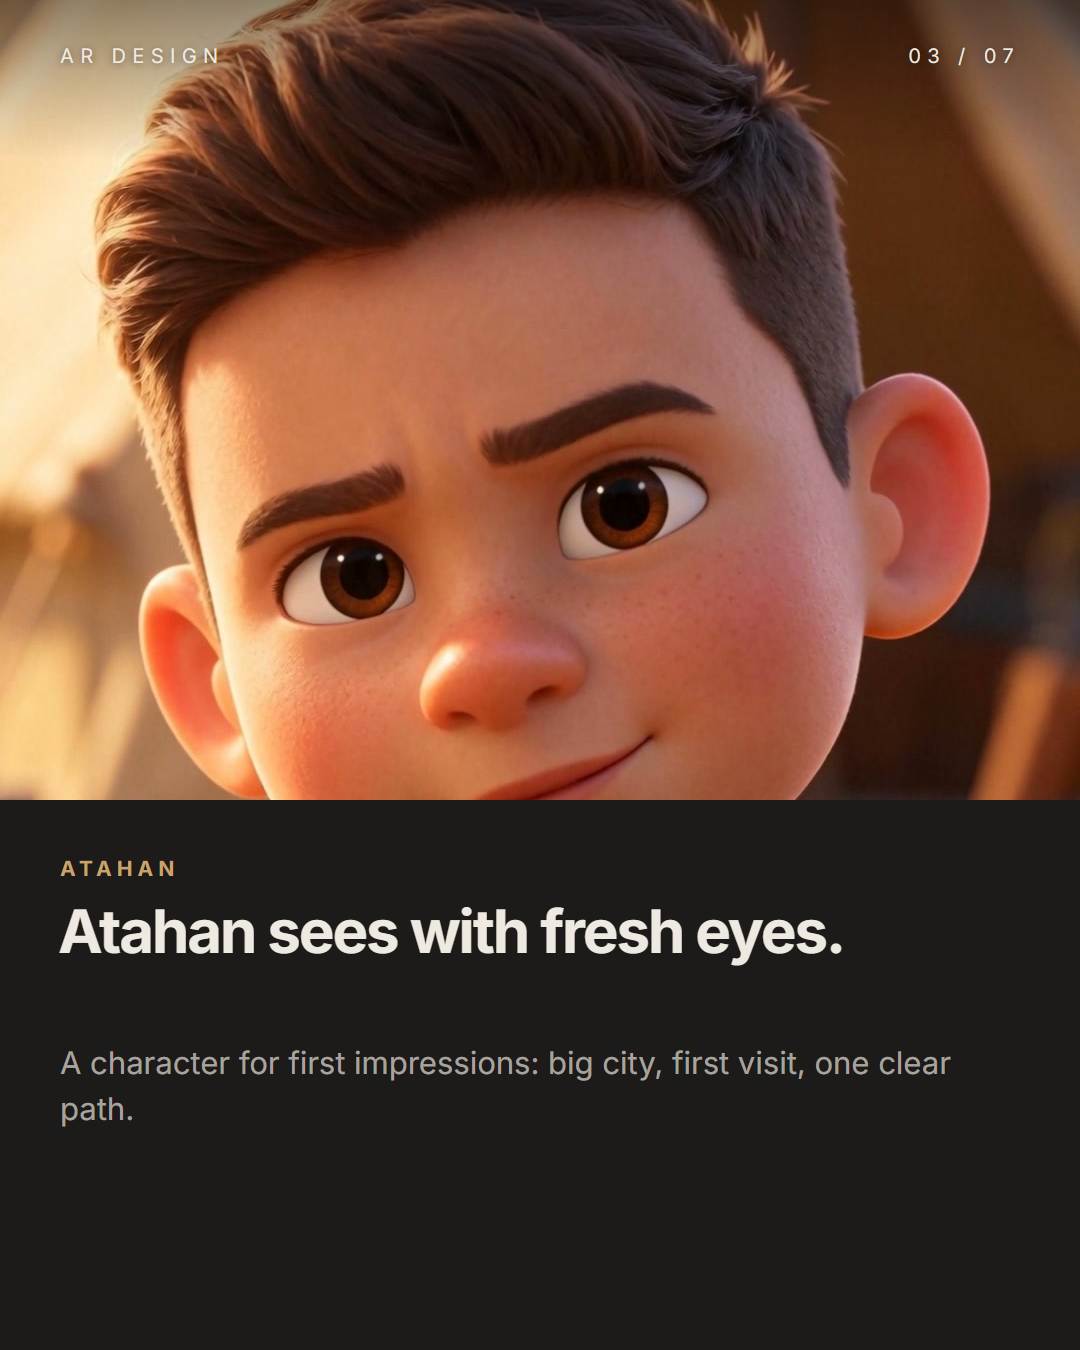 AR DESIGN
03 / 07
ATAHAN
Atahan sees with fresh eyes.
A character for first impressions: big city, first visit, one clear
path.